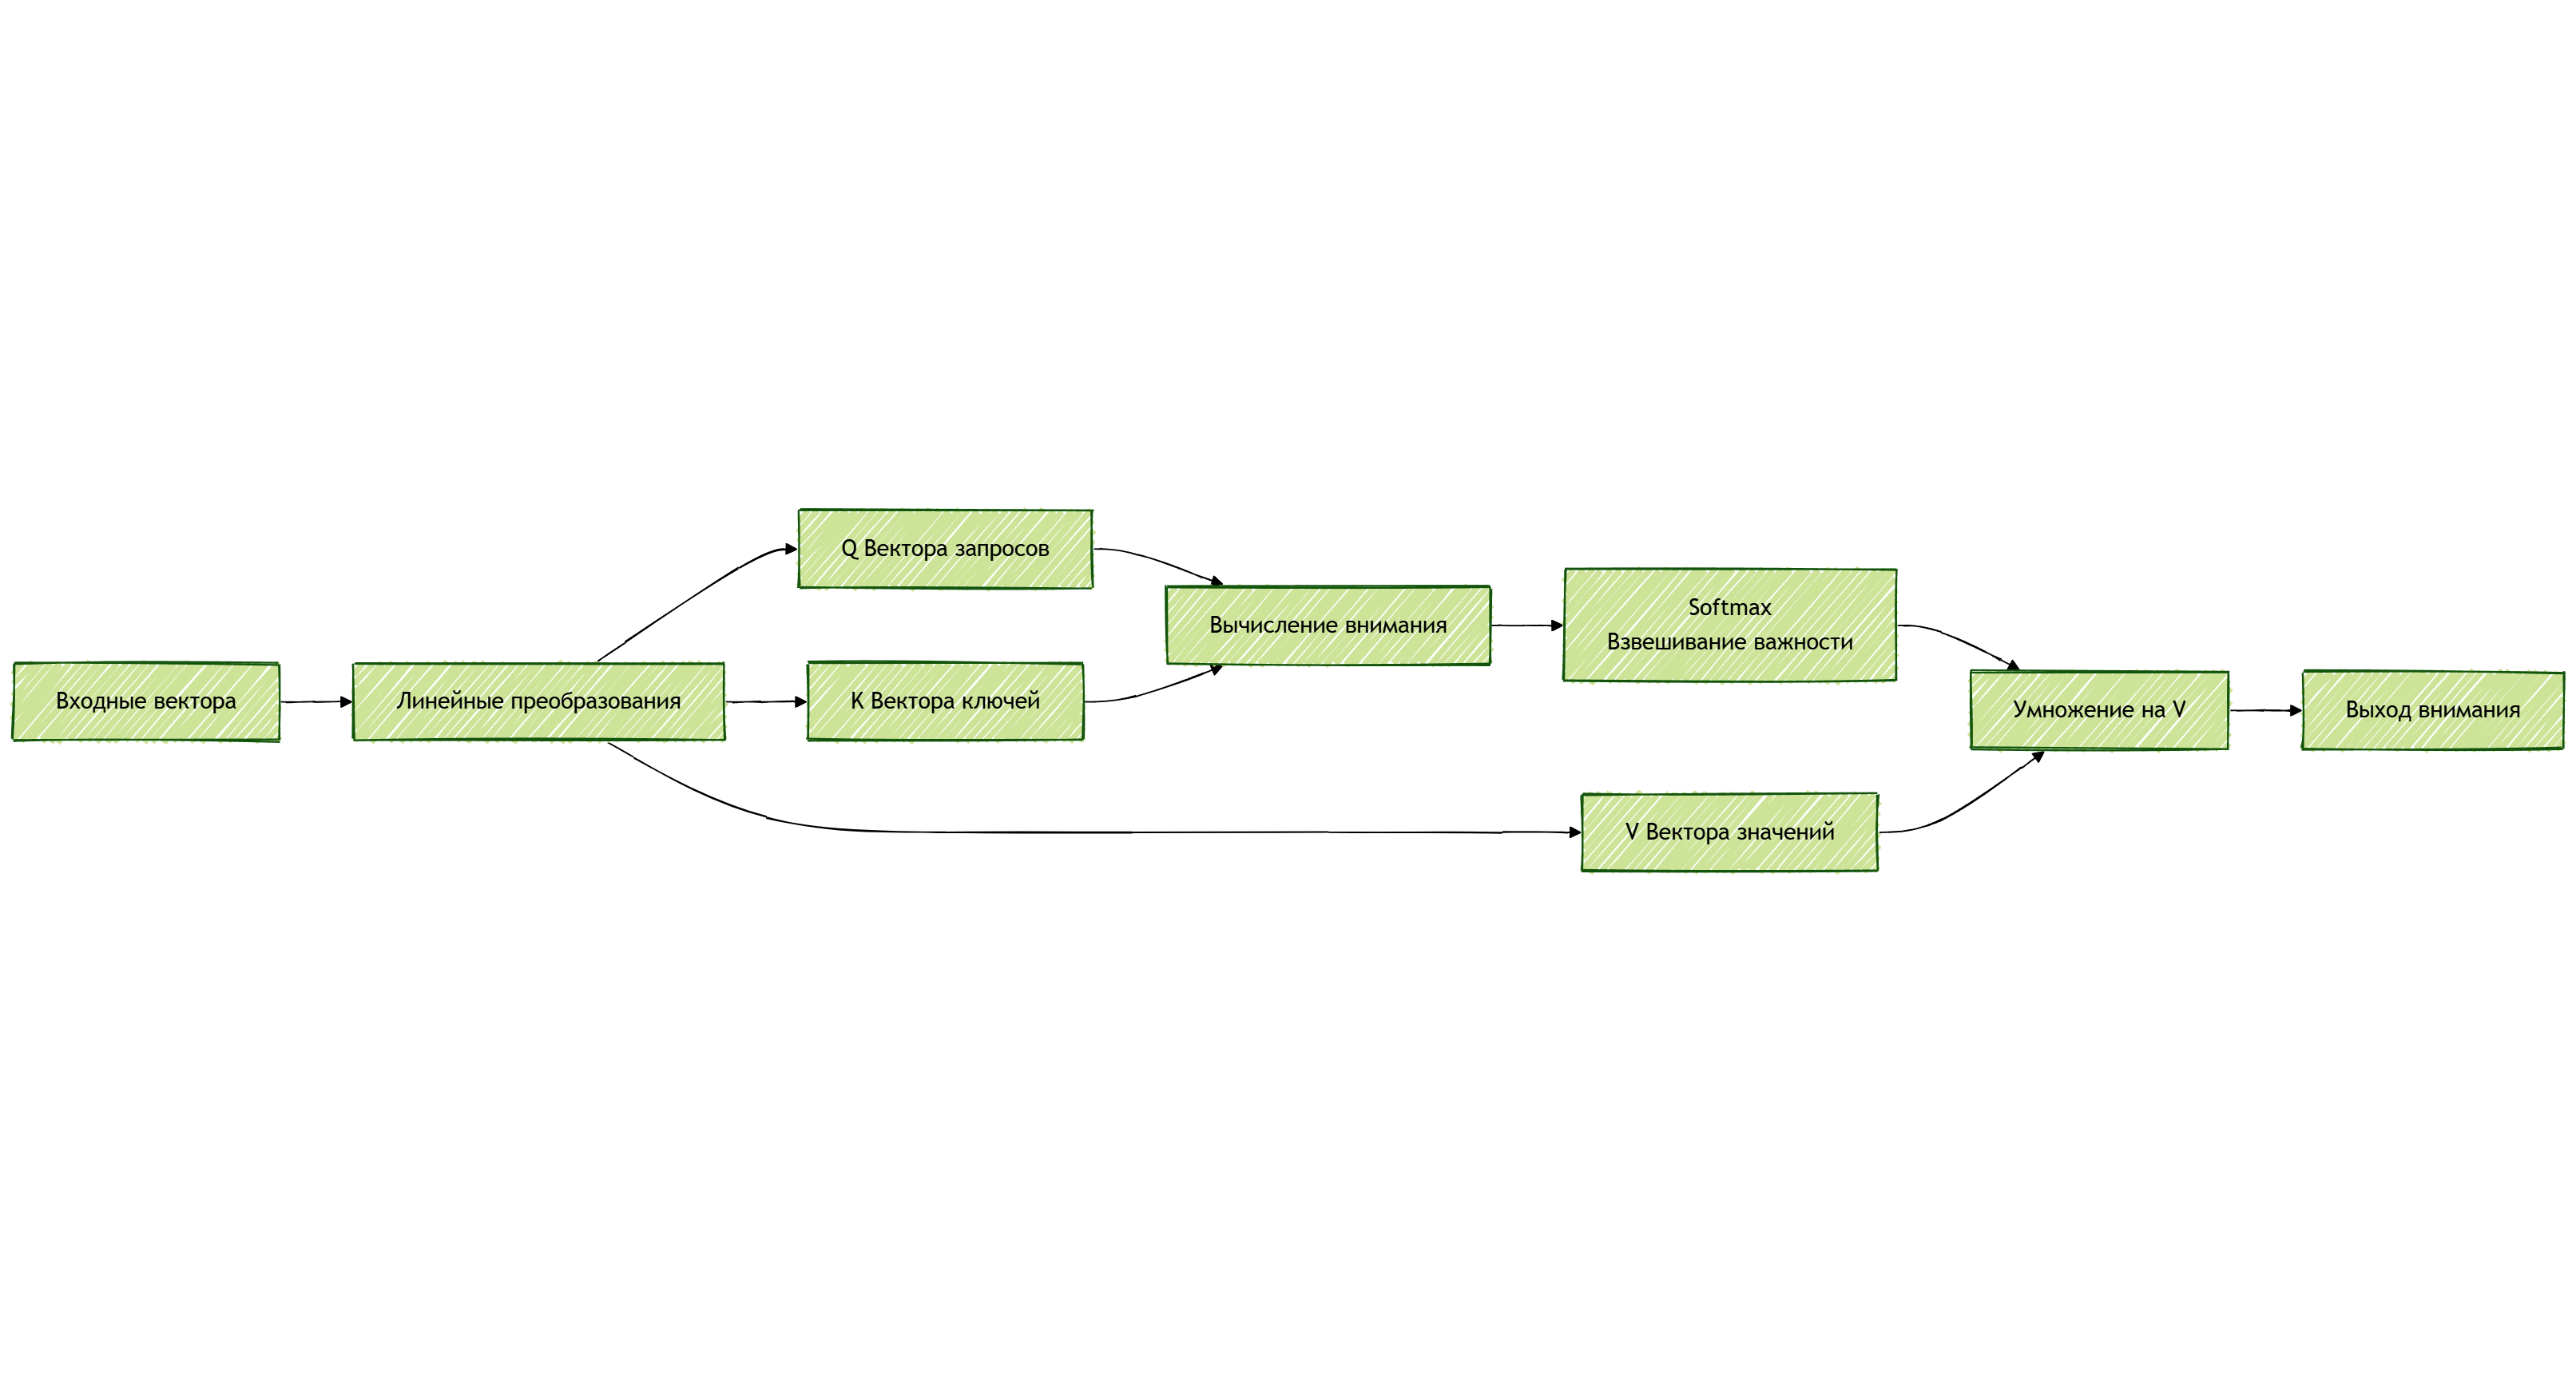 Входные вектора
Линейные преобразования
Q Вектора запросов
K Вектора ключей
Вычисление внимания
Softmax
Взвешивание важности
V Вектора значений
Умножение на V
Выход внимания